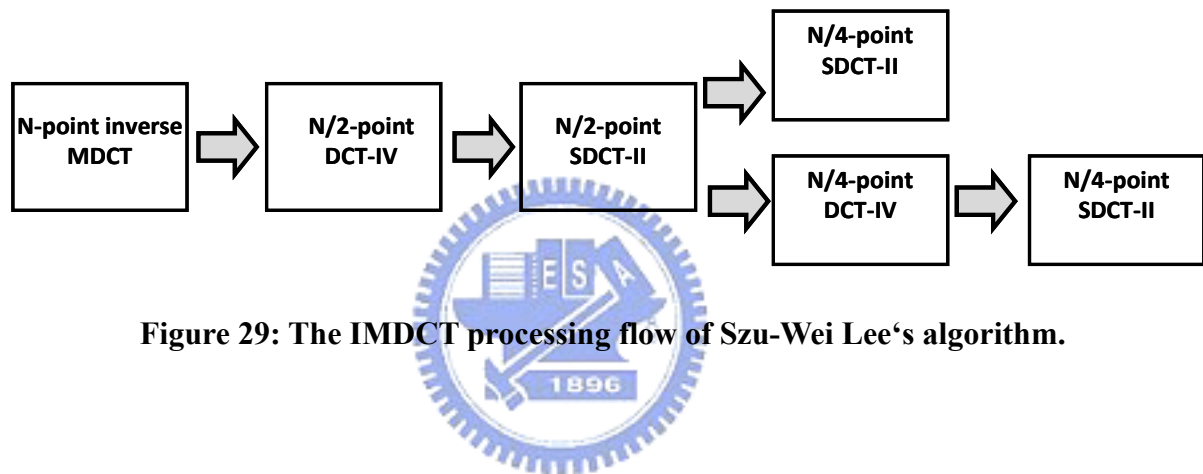 N-point inverse
MDCT
N/2-point
DCT-IV
N/2-point
SDCT-II
N/4-point
SDCT-II
N/4-point
DCT-IV
N/4-point
SDCT-II
E S A
1896
Figure 29: The IMDCT processing flow of Szu-Wei Lee‘s algorithm.